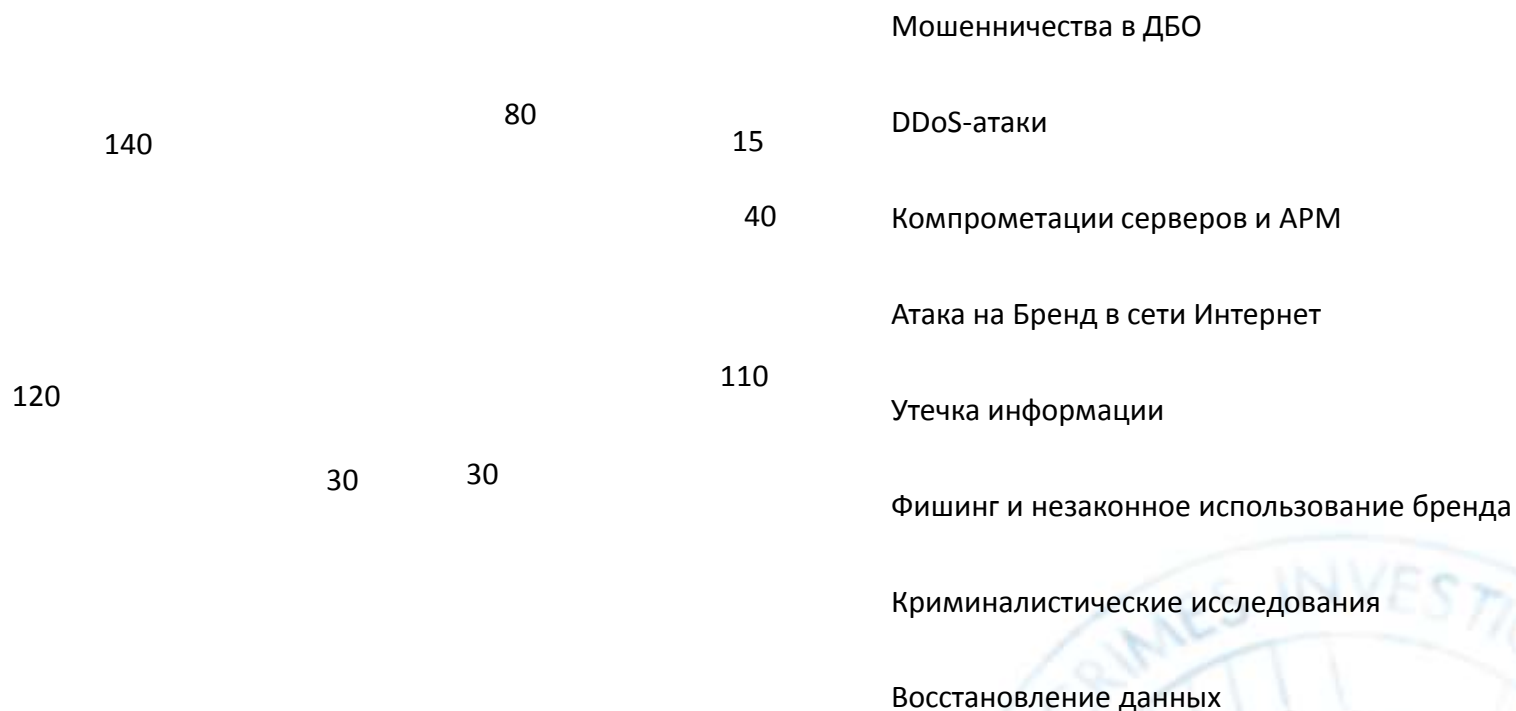 Мошенничества в ДБО
80
DDoS-атаки
140
15
40
Компрометации серверов и АРМ
Атака на Бренд в сети Интернет
110
120
Утечка информации
30
30
Фишинг и незаконное использование бренда
Криминалистические исследования
Восстановление данных